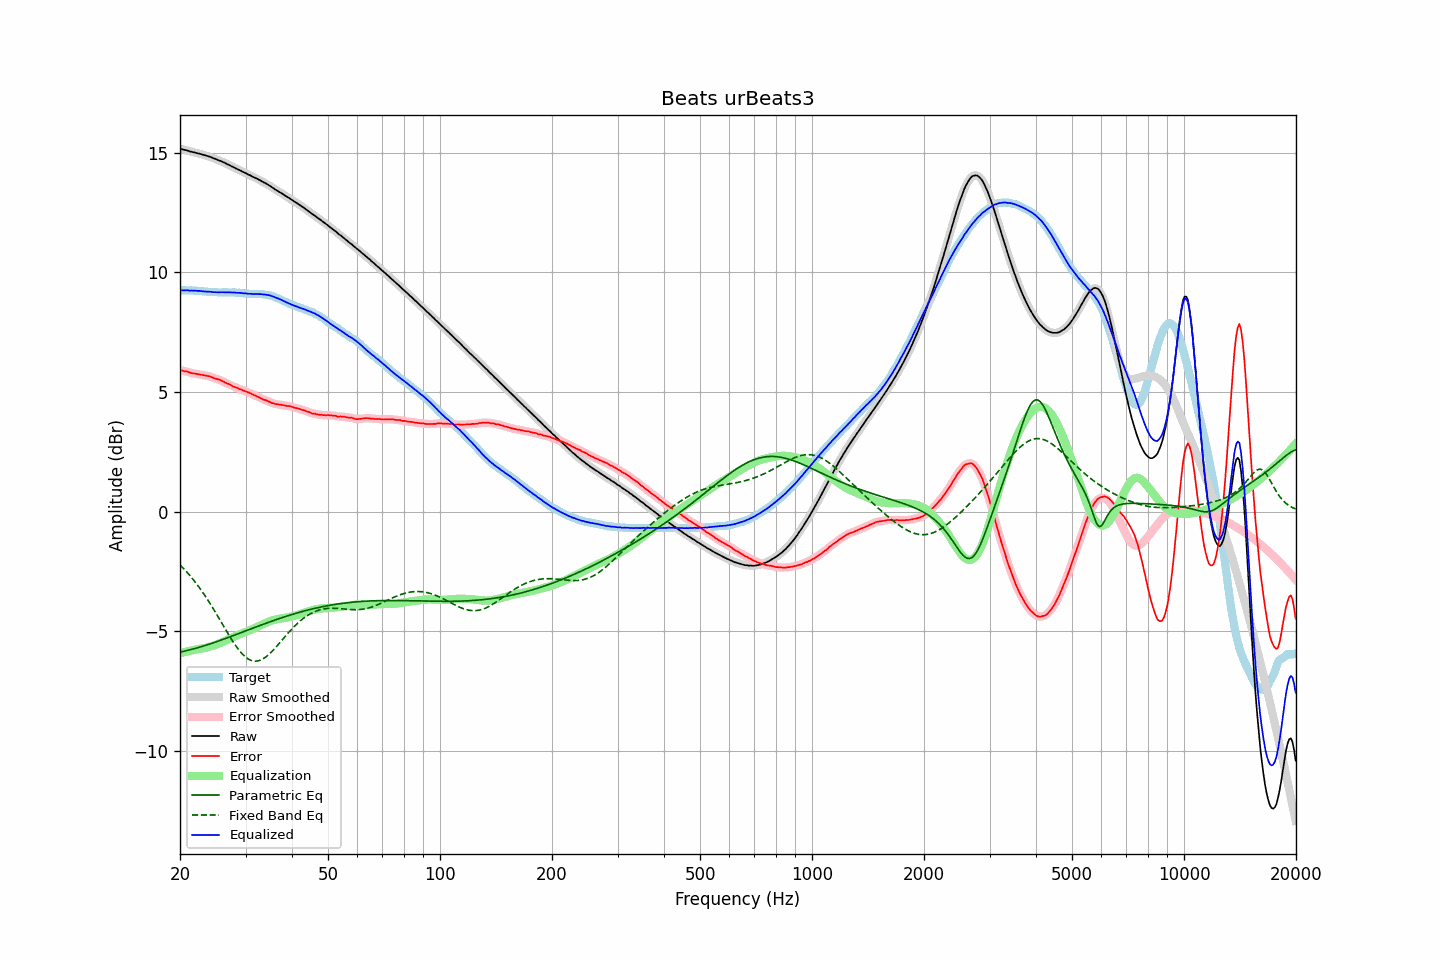 Beats urBeats3
15
10
5
0
−5
−10
Amplitude (dBr)
Target
Raw Smoothed
Error Smoothed
Raw
Error
Equalization
Parametric Eq
Fixed Band Eq
Equalized
20 50 100 200 500 1000 2000 5000 10000 20000
Frequency (Hz)